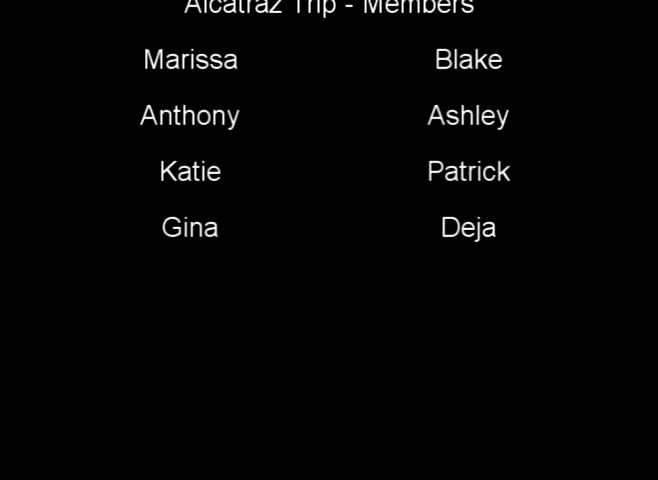 Alcatraz Trip - Members
Marissa Blake
Anthony Ashley
Katie Patrick
Gina Deja